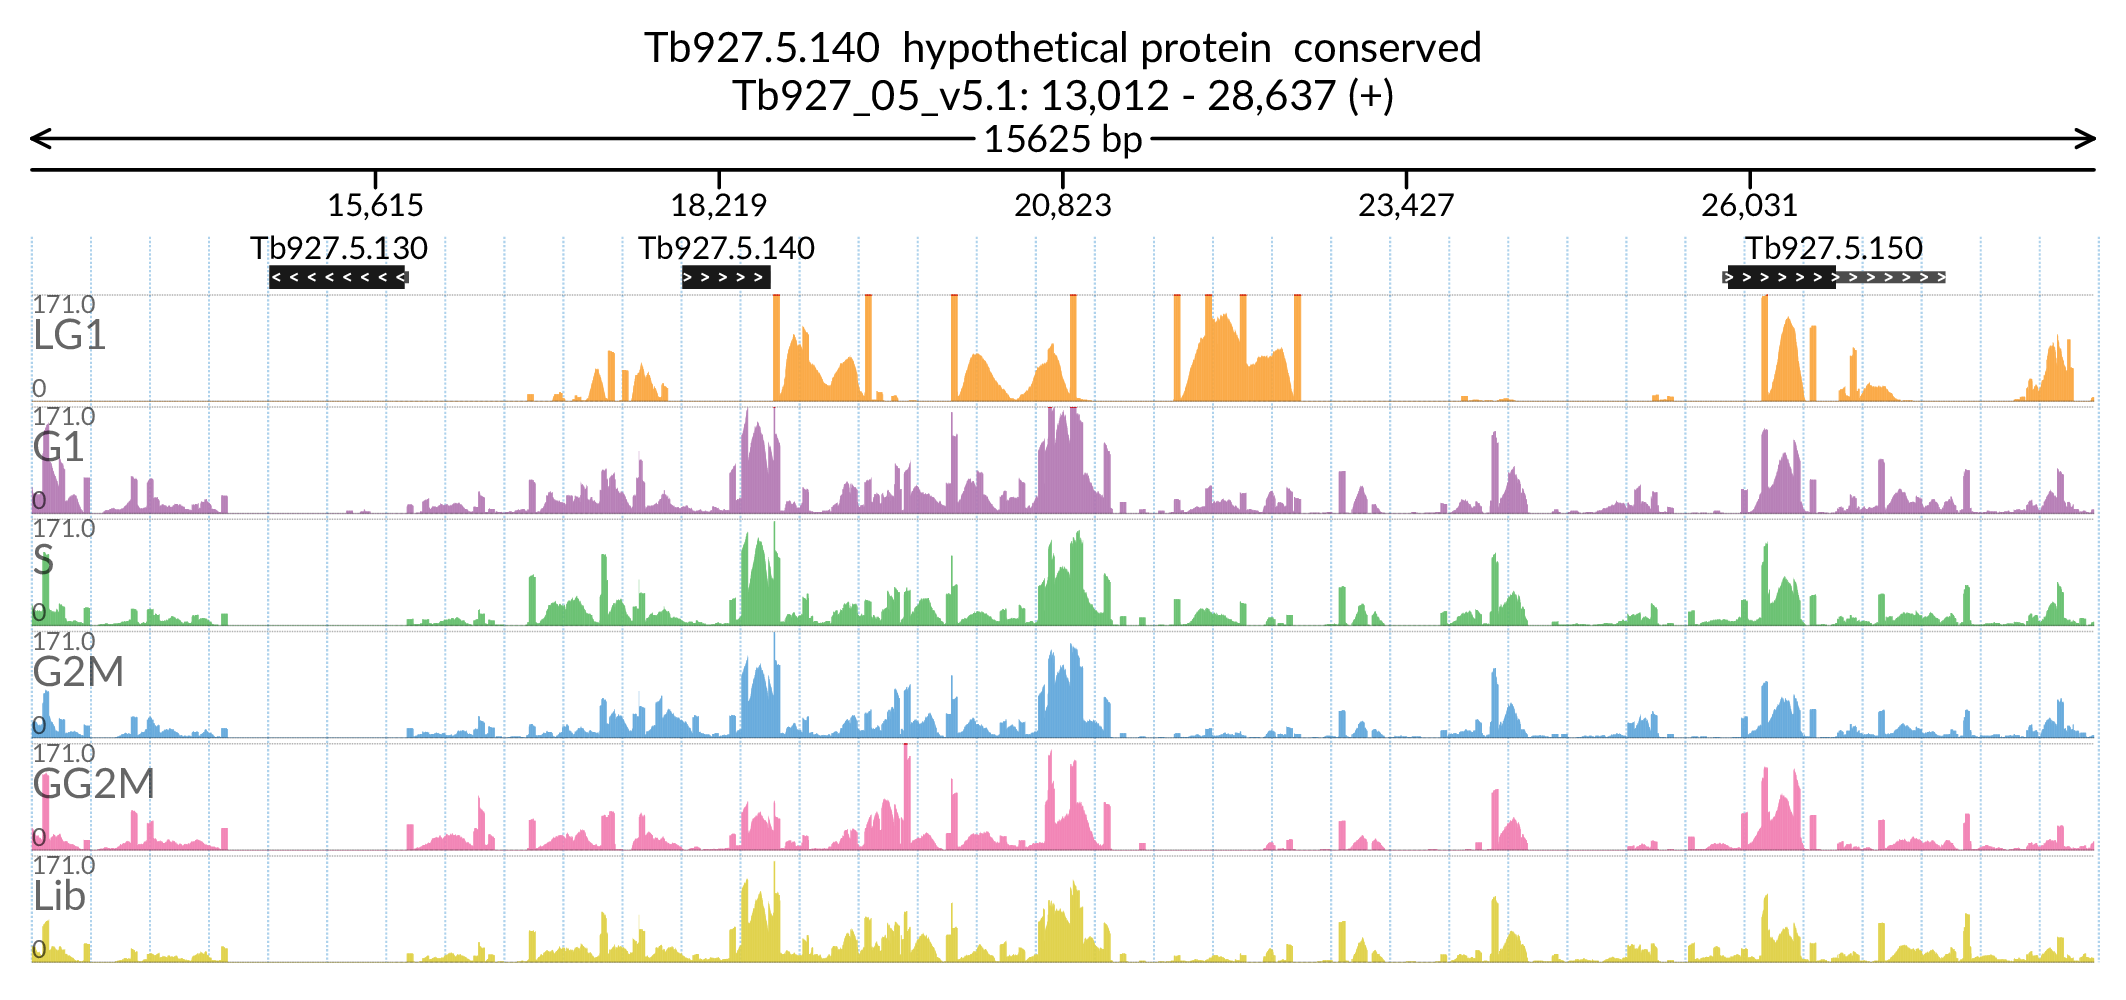 Tb927.5.140  hypothetical protein  conserved
Tb927_05_v5.1: 13,012 - 28,637 (+)
15625 bp
15,615 18,219 20,823 23,427 26,031
Tb927.5.130 Tb927.5.140 Tb927.5.150
171.0
LG1
0
171.0
G1
0
171.0
S
0
171.0
G2M
0
171.0
GG2M
0
171.0
Lib
0